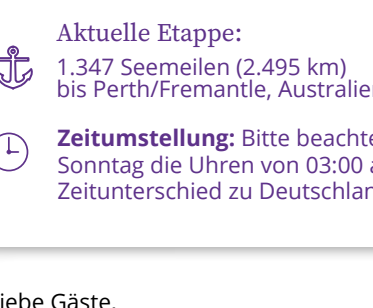 Aktuelle Etappe:
1.347 Seemeilen (2.495 km)
bis Perth/Fremantle, Australien
Zeitumstellung: Bitte beachte
Sonntag die Uhren von 03:00 a
Zeitunterschied zu Deutschlan
iebe Gäste,